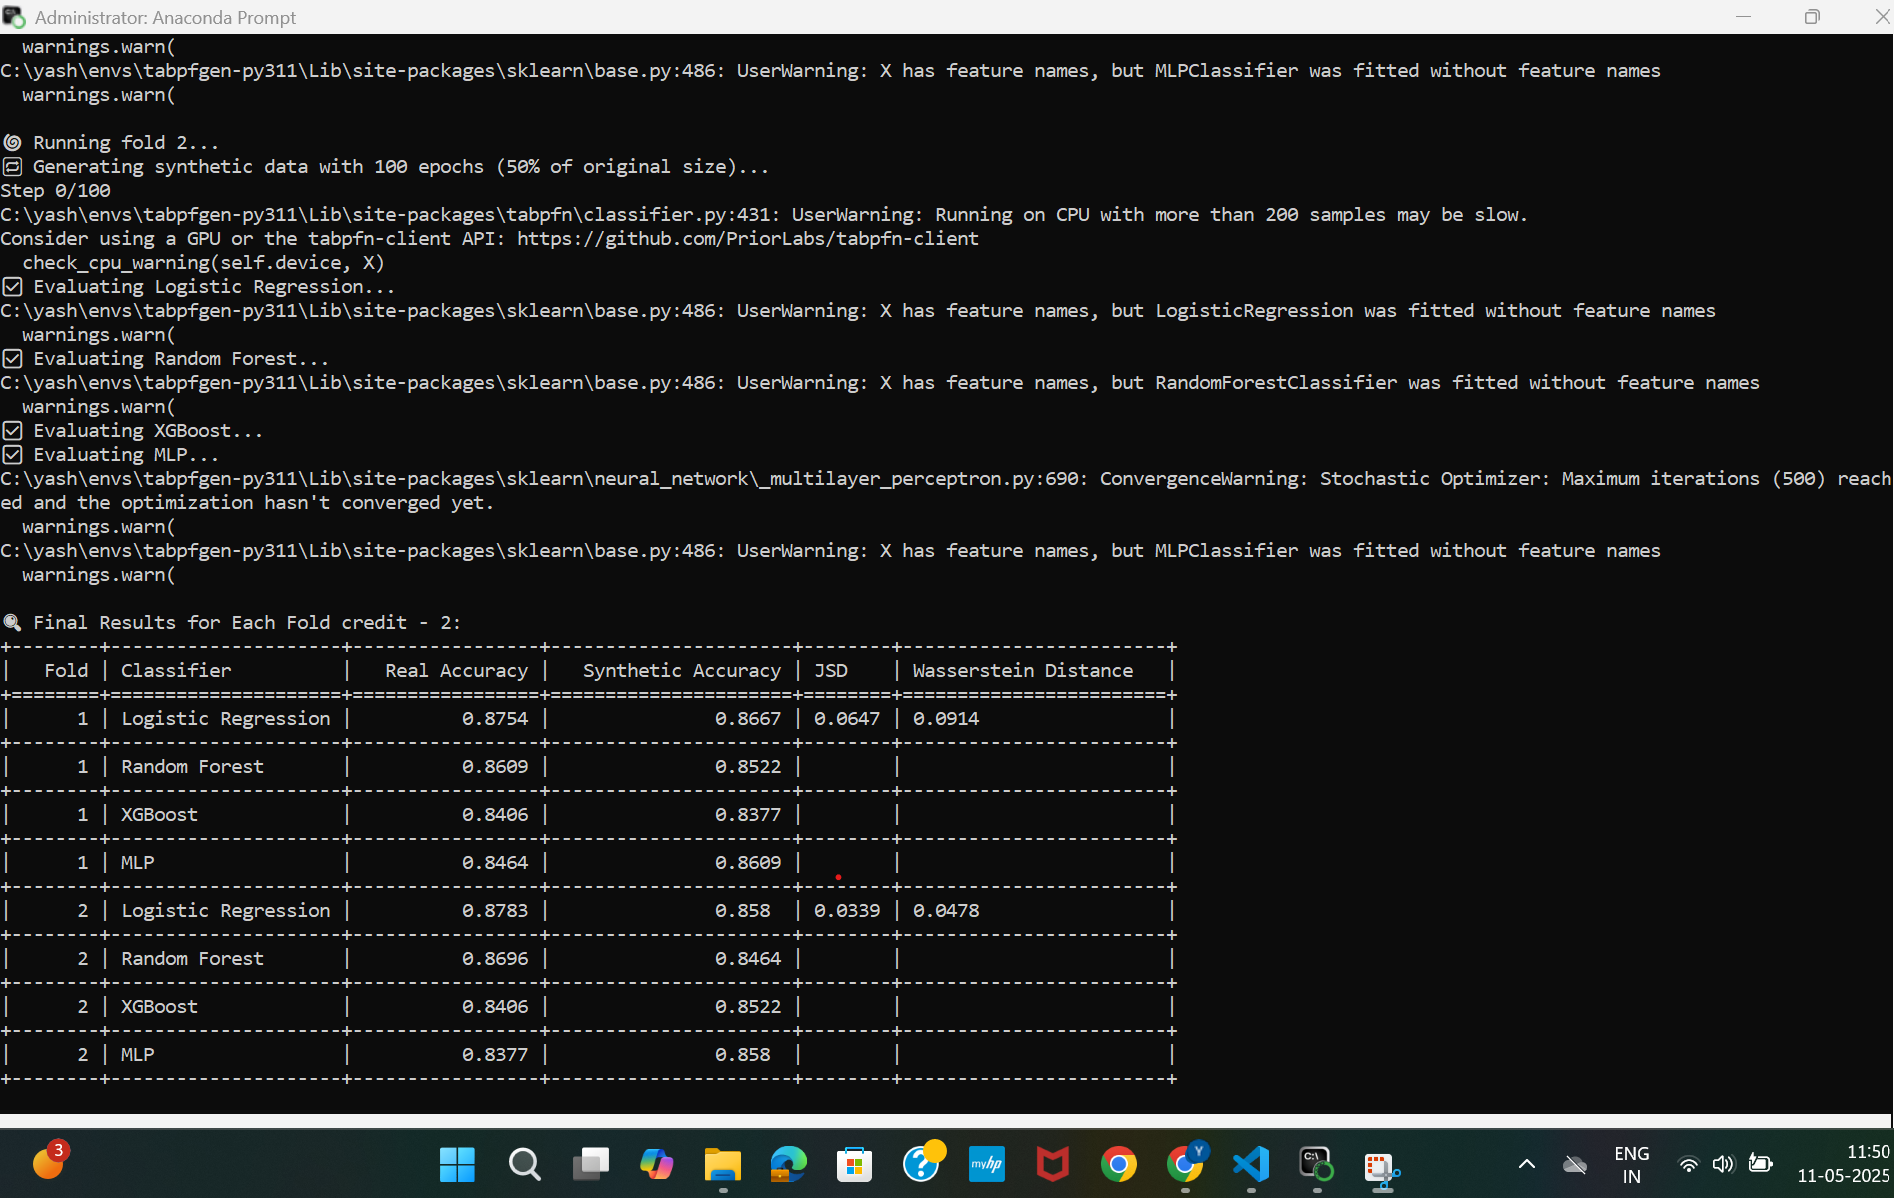 Administrator: Anaconda Prompt
  warnings.warn(
C:\yash\envs\tabpfgen-py311\Lib\site-packages\sklearn\base.py:486: UserWarning: X has feature names, but MLPClassifier was fitted without feature names
  warnings.warn(
Running fold 2...
Generating synthetic data with 100 epochs (50% of original size)...
Step 0/100
C:\yash\envs\tabpfgen-py311\Lib\site-packages\tabpfn\classifier.py:431: UserWarning: Running on CPU with more than 200 samples may be slow.
Consider using a GPU or the tabpfn-client API: https://github.com/PriorLabs/tabpfn-client
  check_cpu_warning(self.device, X)
Evaluating Logistic Regression...
C:\yash\envs\tabpfgen-py311\Lib\site-packages\sklearn\base.py:486: UserWarning: X has feature names, but LogisticRegression was fitted without feature names
  warnings.warn(
Evaluating Random Forest...
C:\yash\envs\tabpfgen-py311\Lib\site-packages\sklearn\base.py:486: UserWarning: X has feature names, but RandomForestClassifier was fitted without feature names
  warnings.warn(
Evaluating XGBoost...
Evaluating MLP...
C:\yash\envs\tabpfgen-py311\Lib\site-packages\sklearn\neural_network\_multilayer_perceptron.py:690: ConvergenceWarning: Stochastic Optimizer: Maximum iterations (500) reach
ed and the optimization hasn't converged yet.
  warnings.warn(
C:\yash\envs\tabpfgen-py311\Lib\site-packages\sklearn\base.py:486: UserWarning: X has feature names, but MLPClassifier was fitted without feature names
  warnings.warn(
Final Results for Each Fold credit - 2:
| Fold | Classifier | Real Accuracy | Synthetic Accuracy | JSD | Wasserstein Distance |
| 1 | Logistic Regression | 0.8754 | 0.8667 | 0.0647 | 0.0914 |
| 1 | Random Forest | 0.8609 | 0.8522 | | |
| 1 | XGBoost | 0.8406 | 0.8377 | | |
| 1 | MLP | 0.8464 | 0.8609 | | |
| 2 | Logistic Regression | 0.8783 | 0.858 | 0.0339 | 0.0478 |
| 2 | Random Forest | 0.8696 | 0.8464 | | |
| 2 | XGBoost | 0.8406 | 0.8522 | | |
| 2 | MLP | 0.8377 | 0.858 | | |
3
myhp
Y
C:\
ENG
IN
11:50
11-05-2025